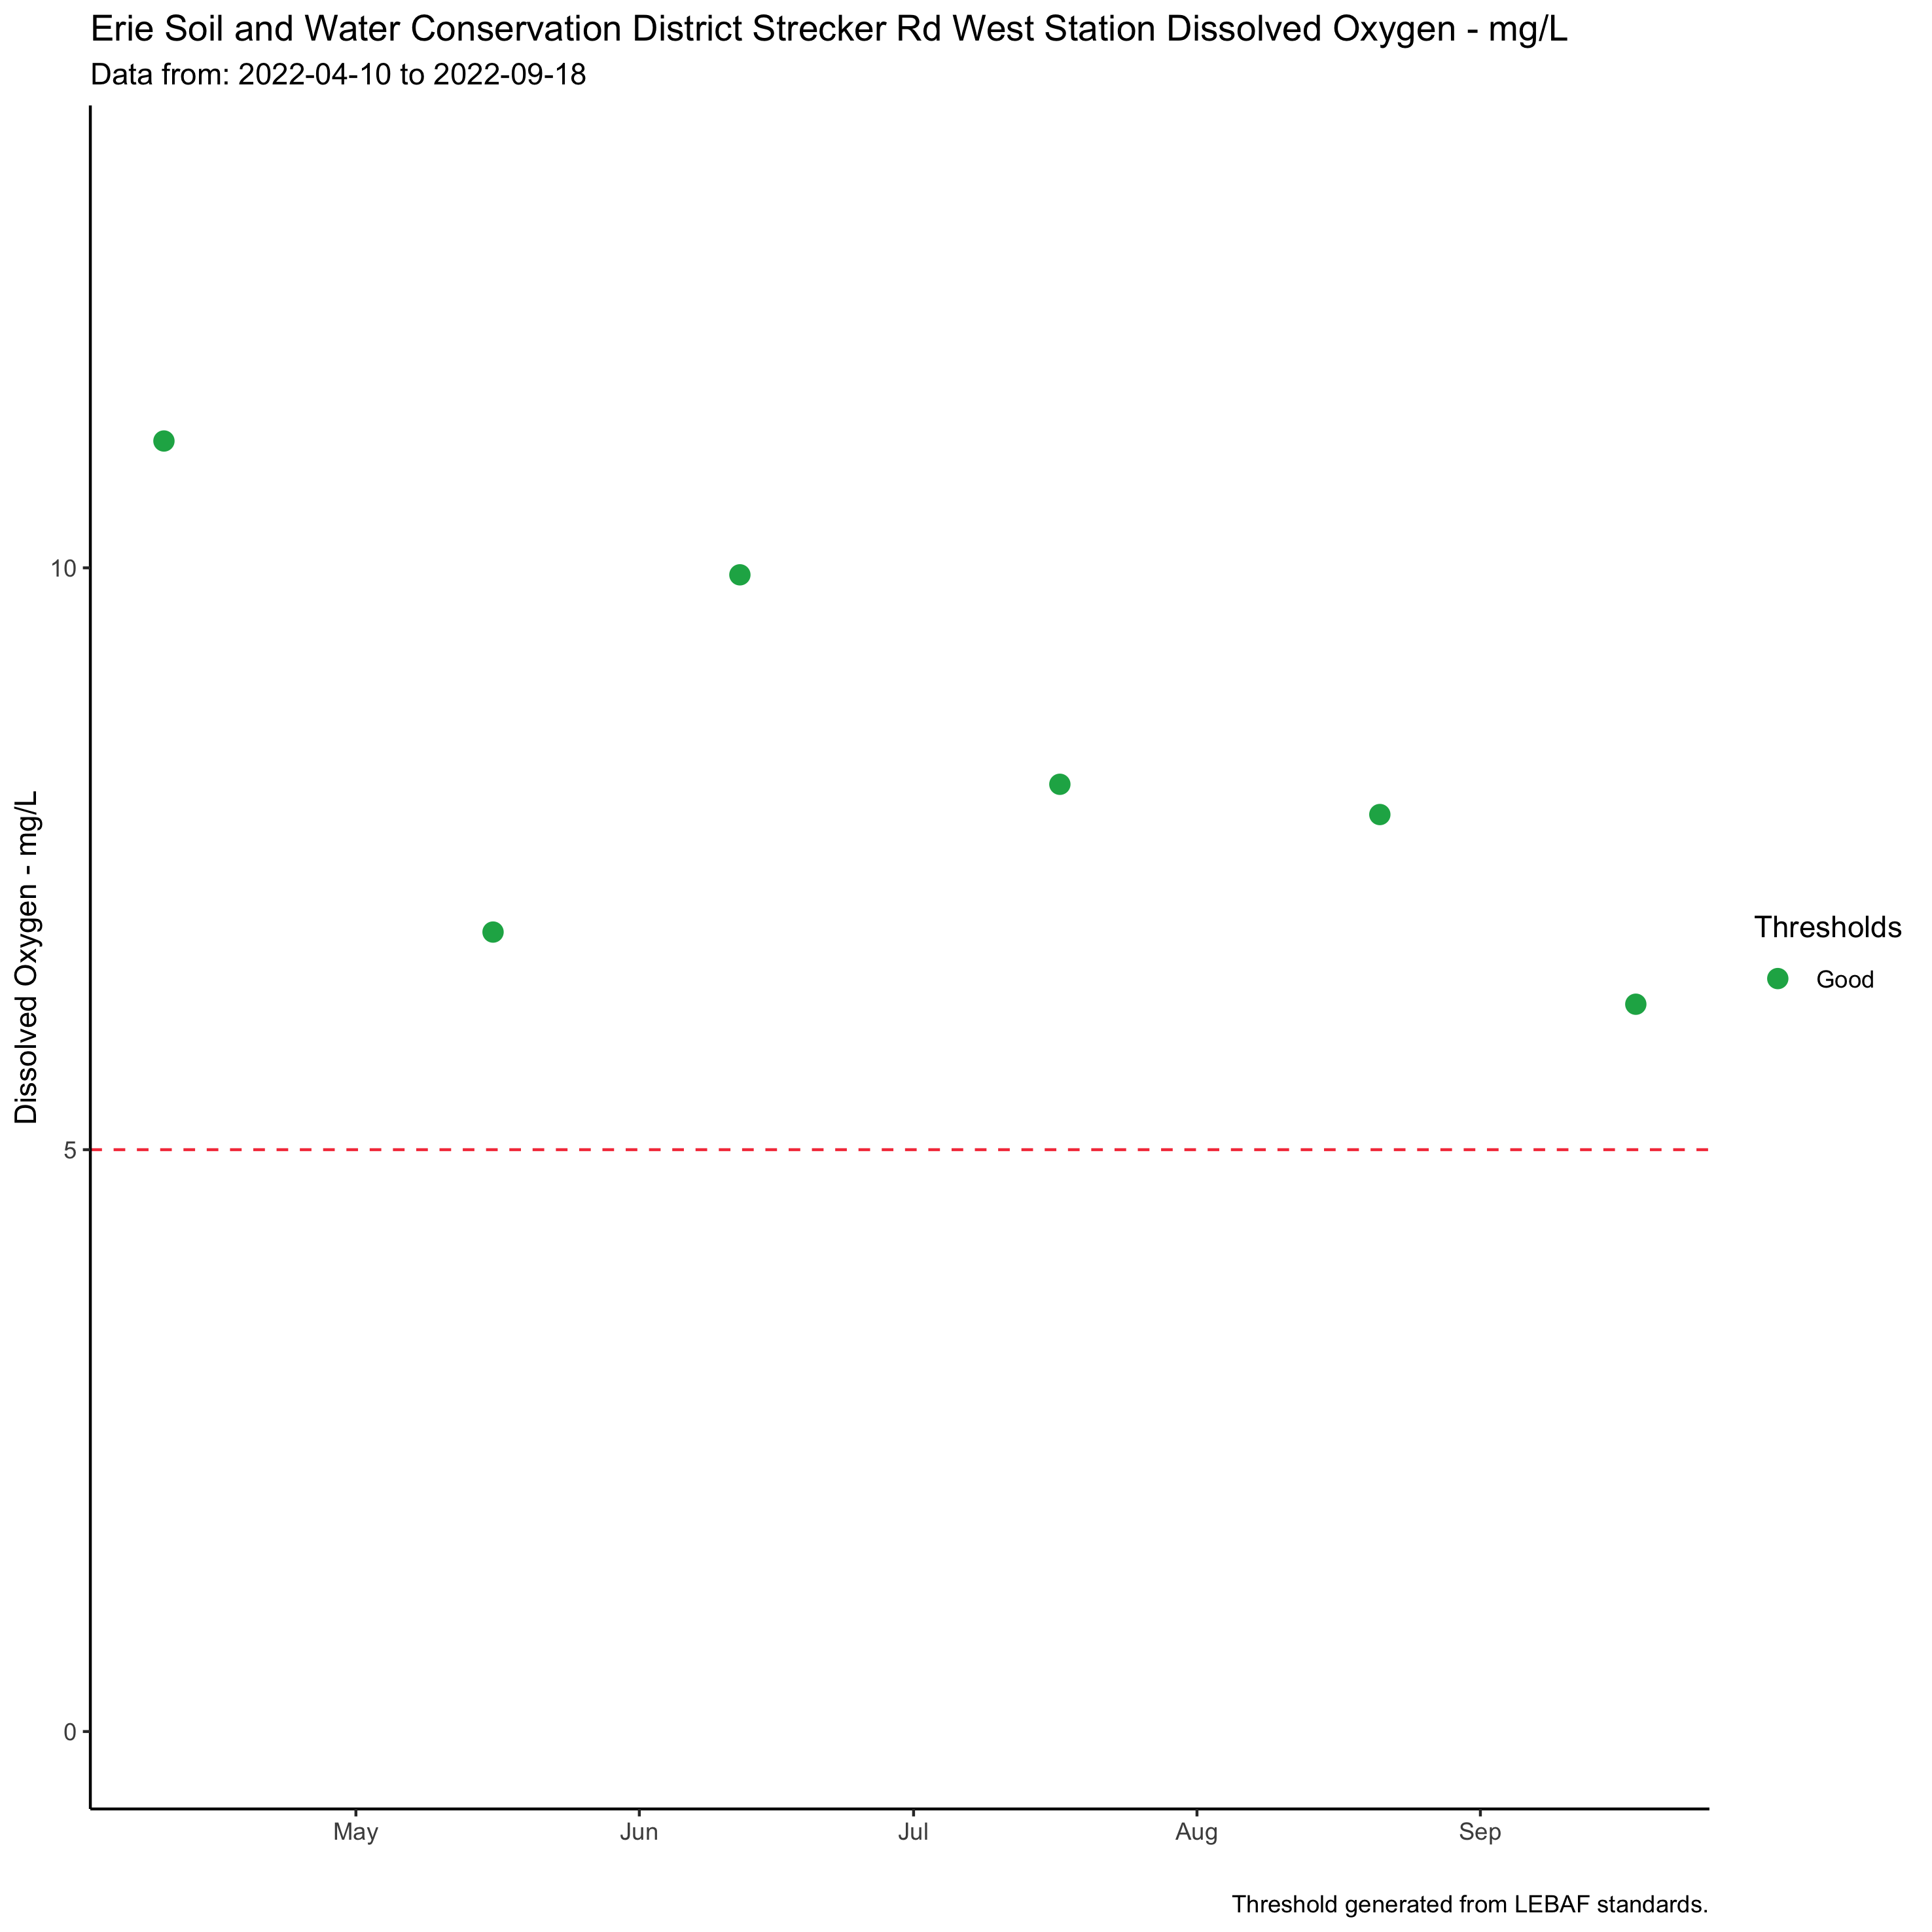 Erie Soil and Water Conservation District Strecker Rd West Station Dissolved Oxygen - mg/L
Data from: 2022-04-10 to 2022-09-18
Dissolved Oxygen - mg/L
10
5
0
May
Jun
Jul
Aug
Sep
Thresholds
Good
Threshold generated from LEBAF standards.